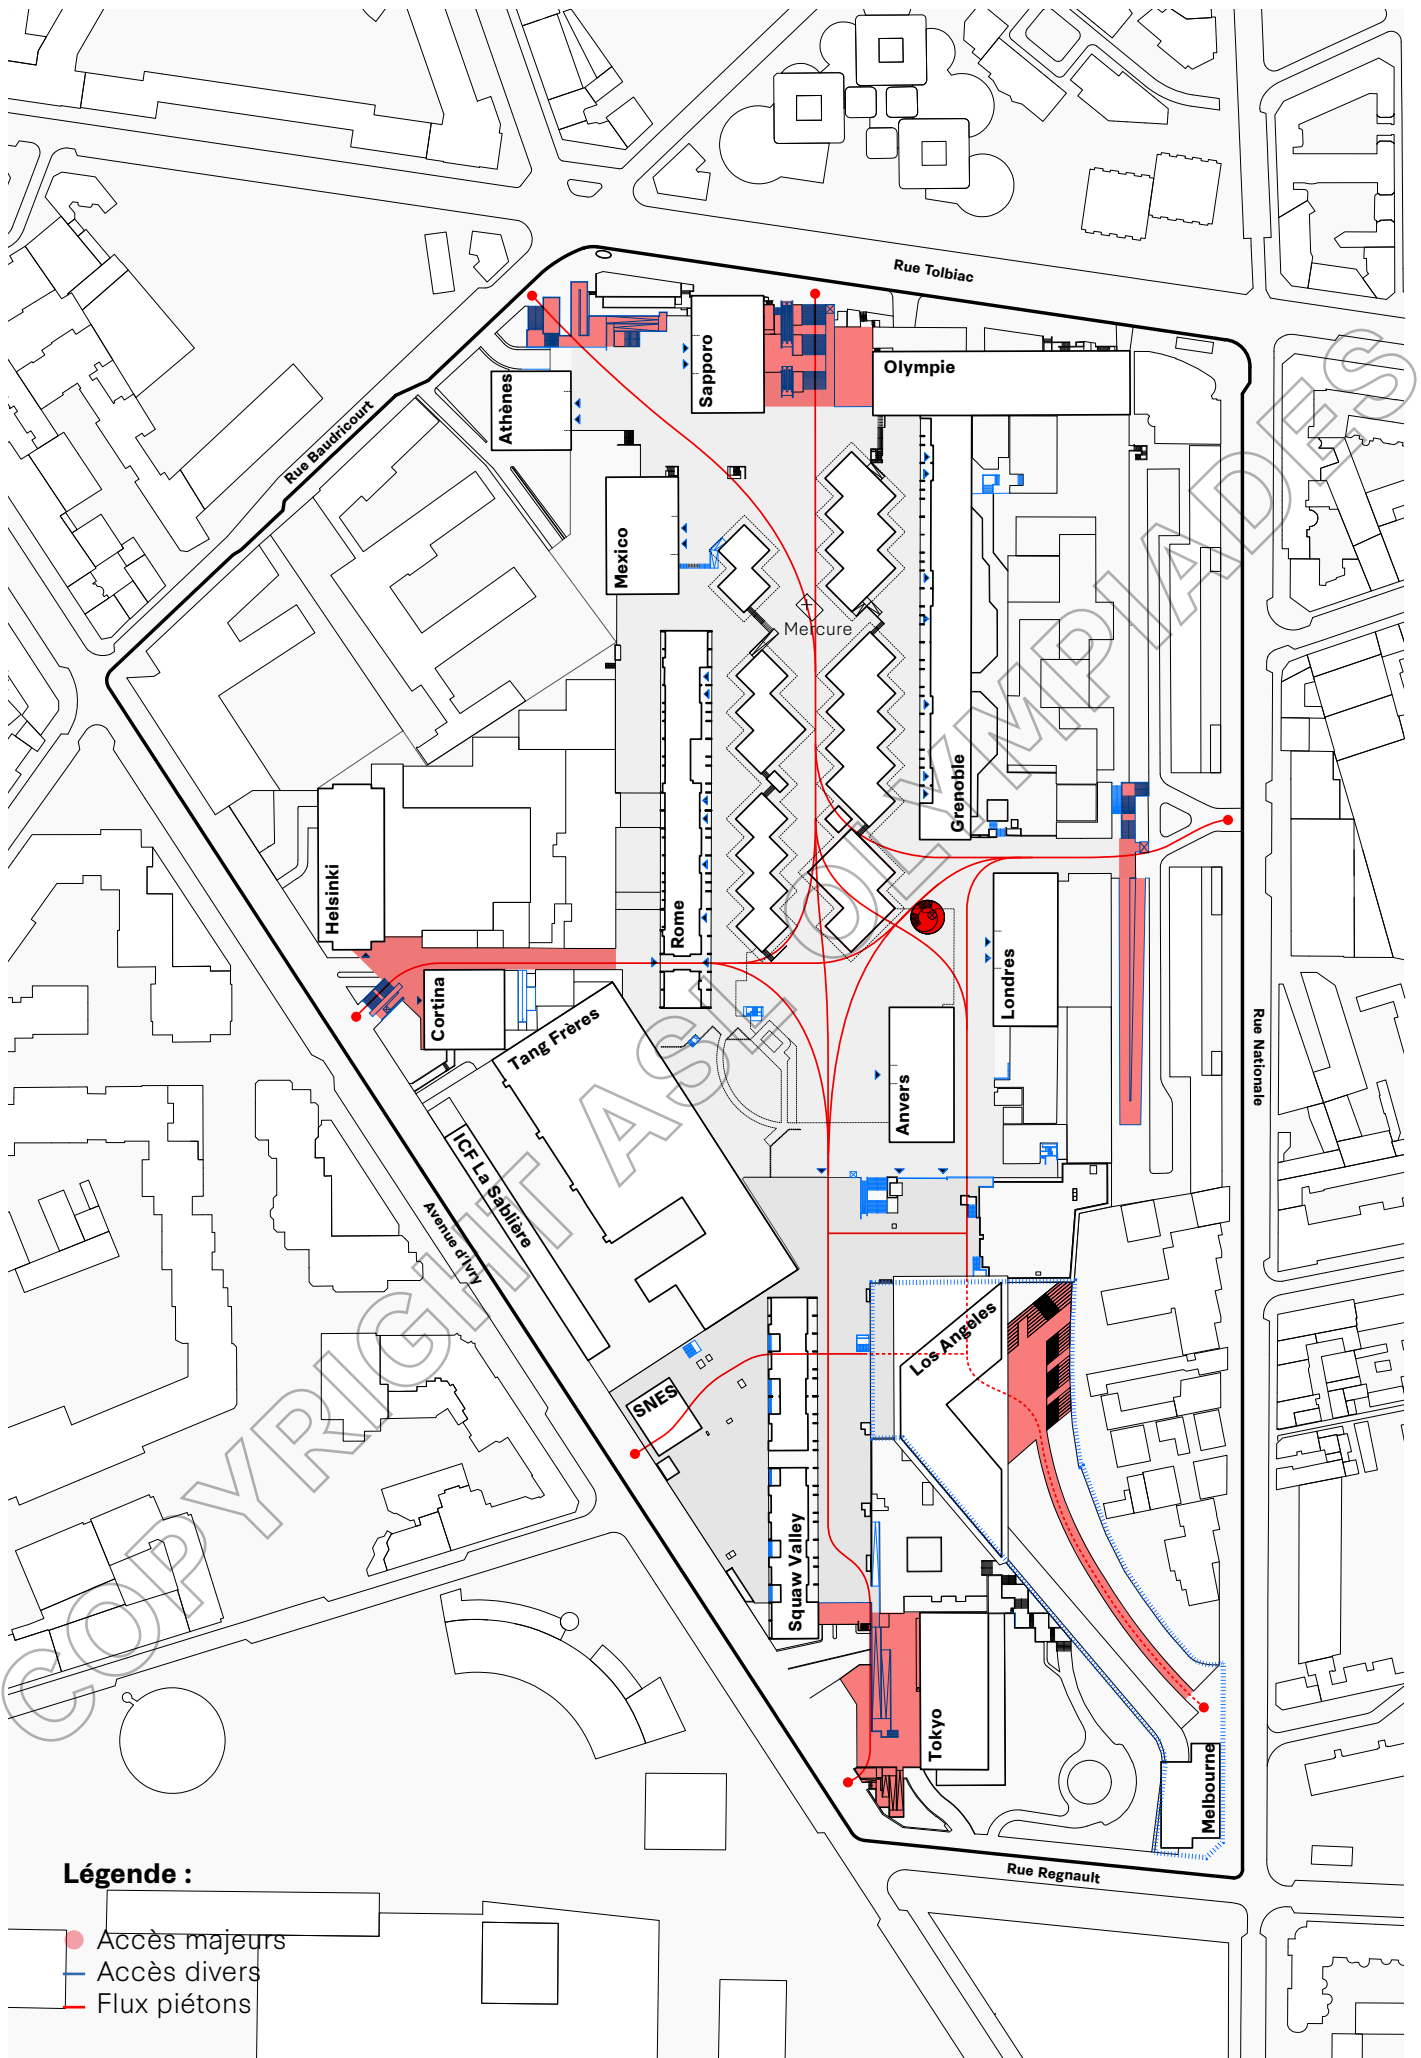 Rue Tolbiac
Sapporo
Olympie
Athènes
Rue Baudricourt
Mexico
Mercure
Grenoble
Helsinki
Rome
Londres
Cortina
Tang Frères
Rue Nationale
Anvers
ICF La Sablière
Avenue d'Ivry
Los Angeles
SNES
Squaw Valley
Tokyo
Melbourne
Rue Regnault
COPYRIGHT ASL OLYMPIADES
Légende :
Accès majeurs
Accès divers
Flux piétons